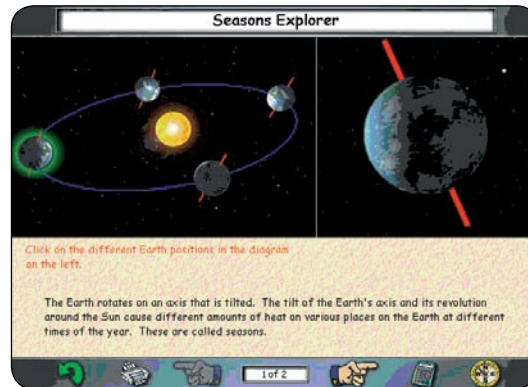 Seasons Explorer
Click on the different Earth positions in the diagram
on the left.
The Earth rotates on an axis that is tilted. The tilt of the Earth's axis and its revolution
around the Sun cause different amounts of heat on various places on the Earth at different
times of the year. These are called seasons.
1 of 2